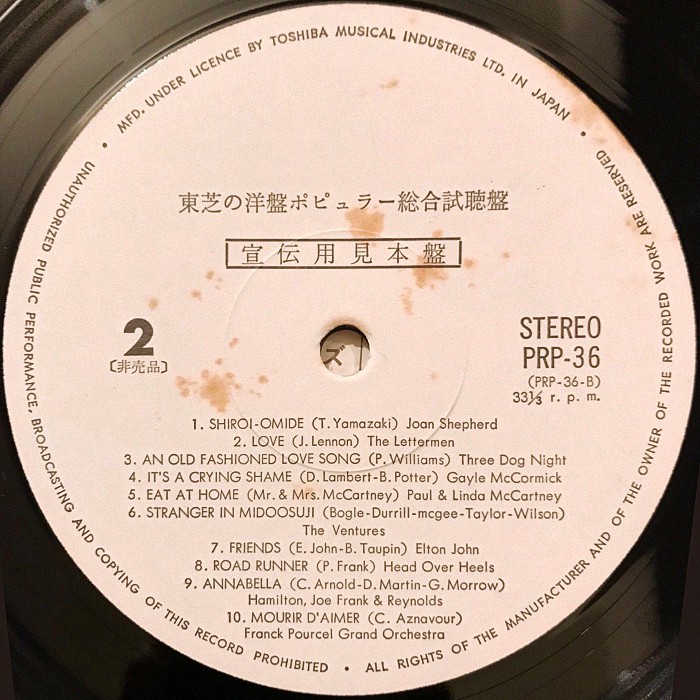 • MFD. UNDER LICENCE BY TOSHIBA MUSICAL INDUSTRIES LTD. IN JAPAN •
東芝の洋盤ポピュラー総合試聴盤
宣伝用見本盤
2
〔非売品〕
STEREO
PRP-36
(PRP-36-B)
33⅓ r. p. m.
ズ
1. SHIROI-OMIDE (T. Yamazaki) Joan Shepherd
2. LOVE (J. Lennon) The Lettermen
3. AN OLD FASHIONED LOVE SONG (P. Williams) Three Dog Night
4. IT'S A CRYING SHAME (D. Lambert-B. Potter) Gayle McCormick
5. EAT AT HOME (Mr. & Mrs. McCartney) Paul & Linda McCartney
6. STRANGER IN MIDOOSUJI (Bogle-Durrill-mcgee-Taylor-Wilson)
The Ventures
7. FRIENDS (E. John-B. Taupin) Elton John
8. ROAD RUNNER (P. Frank) Head Over Heels
9. ANNABELLA (C. Arnold-D. Martin-G. Morrow)
Hamilton, Joe Frank & Reynolds
10. MOURIR D'AIMER (C. Aznavour)
Franck Pourcel Grand Orchestra
UNAUTHORIZED PUBLIC PERFORMANCE, BROADCASTING AND COPYING OF THIS RECORD PROHIBITED • ALL RIGHTS OF THE MANUFACTURER AND OF THE OWNER OF THE RECORDED WORK ARE RESERVED